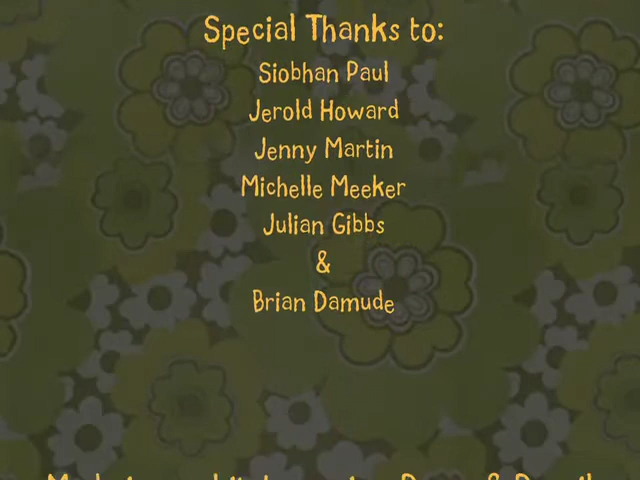 Special Thanks to:
Siobhan Paul
Jerold Howard
Jenny Martin
Michelle Meeker
Julian Gibbs
&
Brian Damude